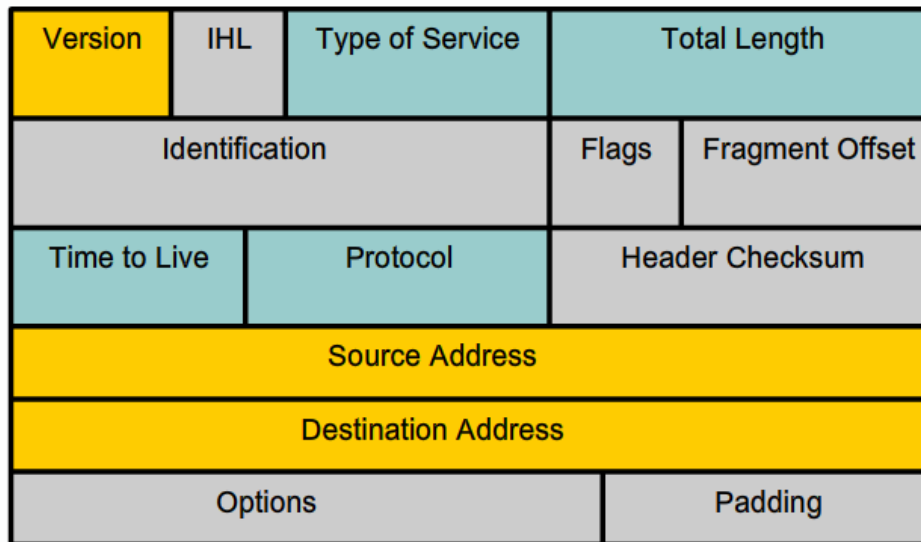 Version IHL Type of Service Total Length
Identification Flags Fragment Offset
Time to Live Protocol Header Checksum
Source Address
Destination Address
Options Padding